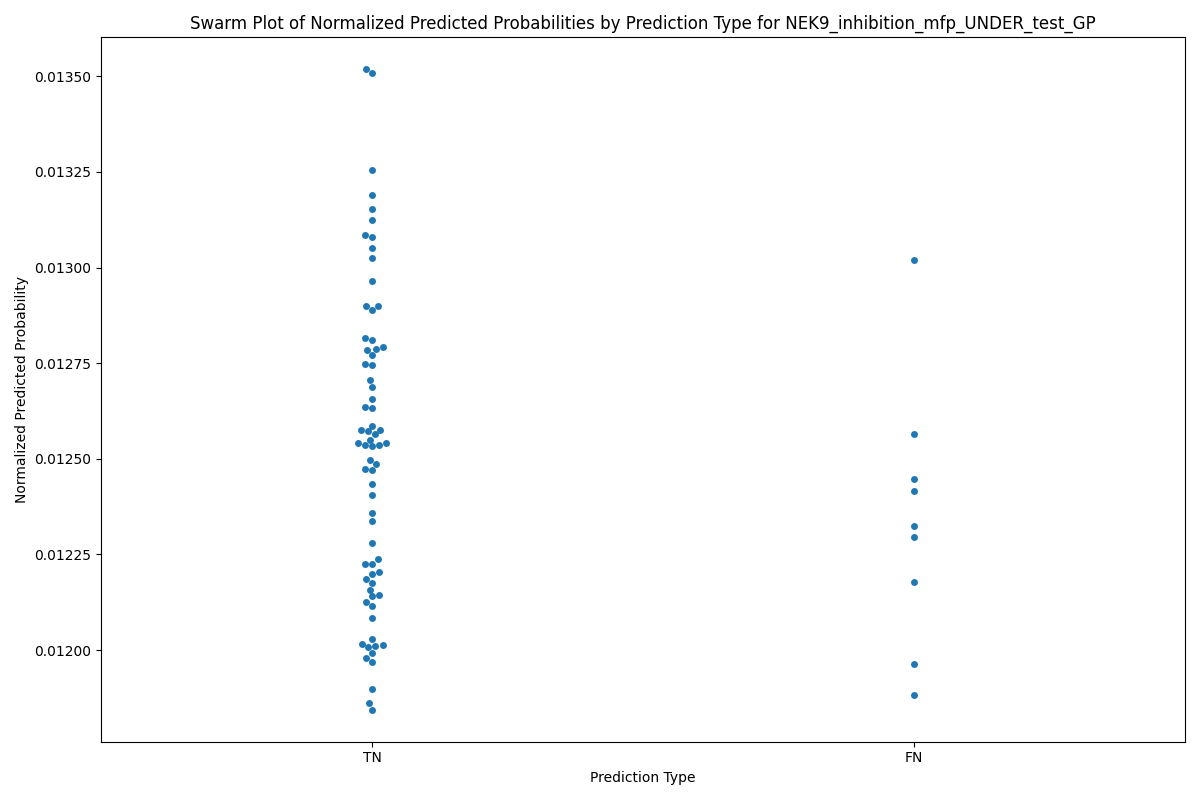 Swarm Plot of Normalized Predicted Probabilities by Prediction Type for NEK9_inhibition_mfp_UNDER_test_GP
0.01350
0.01325
0.01300
0.01275
0.01250
0.01225
0.01200
Normalized Predicted Probability
TN
FN
Prediction Type